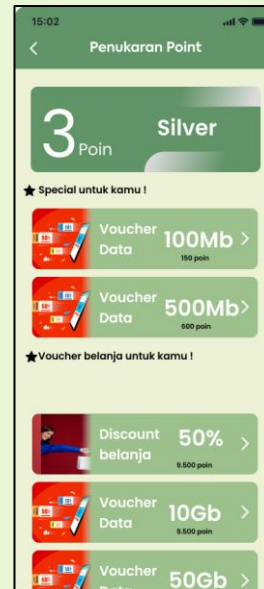 15:02
Penukaran Point
3 Poin
Silver
Special untuk kamu !
Voucher Data
100Mb
150 poin
Voucher Data
500Mb
600 poin
Voucher belanja untuk kamu !
Discount belanja
50%
9.500 poin
Voucher Data
10Gb
9.500 poin
Voucher
50Gb